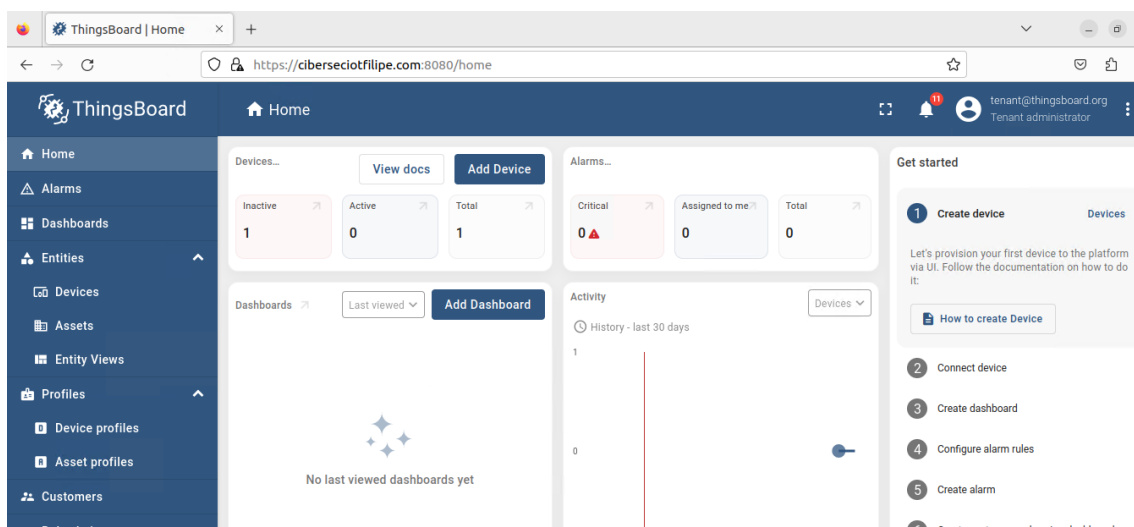 ThingsBoard | Home
https://ciberseciotfilipe.com:8080/home
ThingsBoard
Home
11
tenant@thingsboard.org
Tenant administrator
Home
Alarms
Dashboards
Entities
Devices
Assets
Entity Views
Profiles
Device profiles
Asset profiles
Customers
Devices...
View docs
Add Device
Inactive
1
Active
0
Total
1
Alarms...
Critical
0
Assigned to me
0
Total
0
Dashboards
Last viewed
Add Dashboard
No last viewed dashboards yet
Activity
Devices
History - last 30 days
1
0
Get started
1
Create device
Devices
Let's provision your first device to the platform
via UI. Follow the documentation on how to do
it:
How to create Device
2
Connect device
3
Create dashboard
4
Configure alarm rules
5
Create alarm